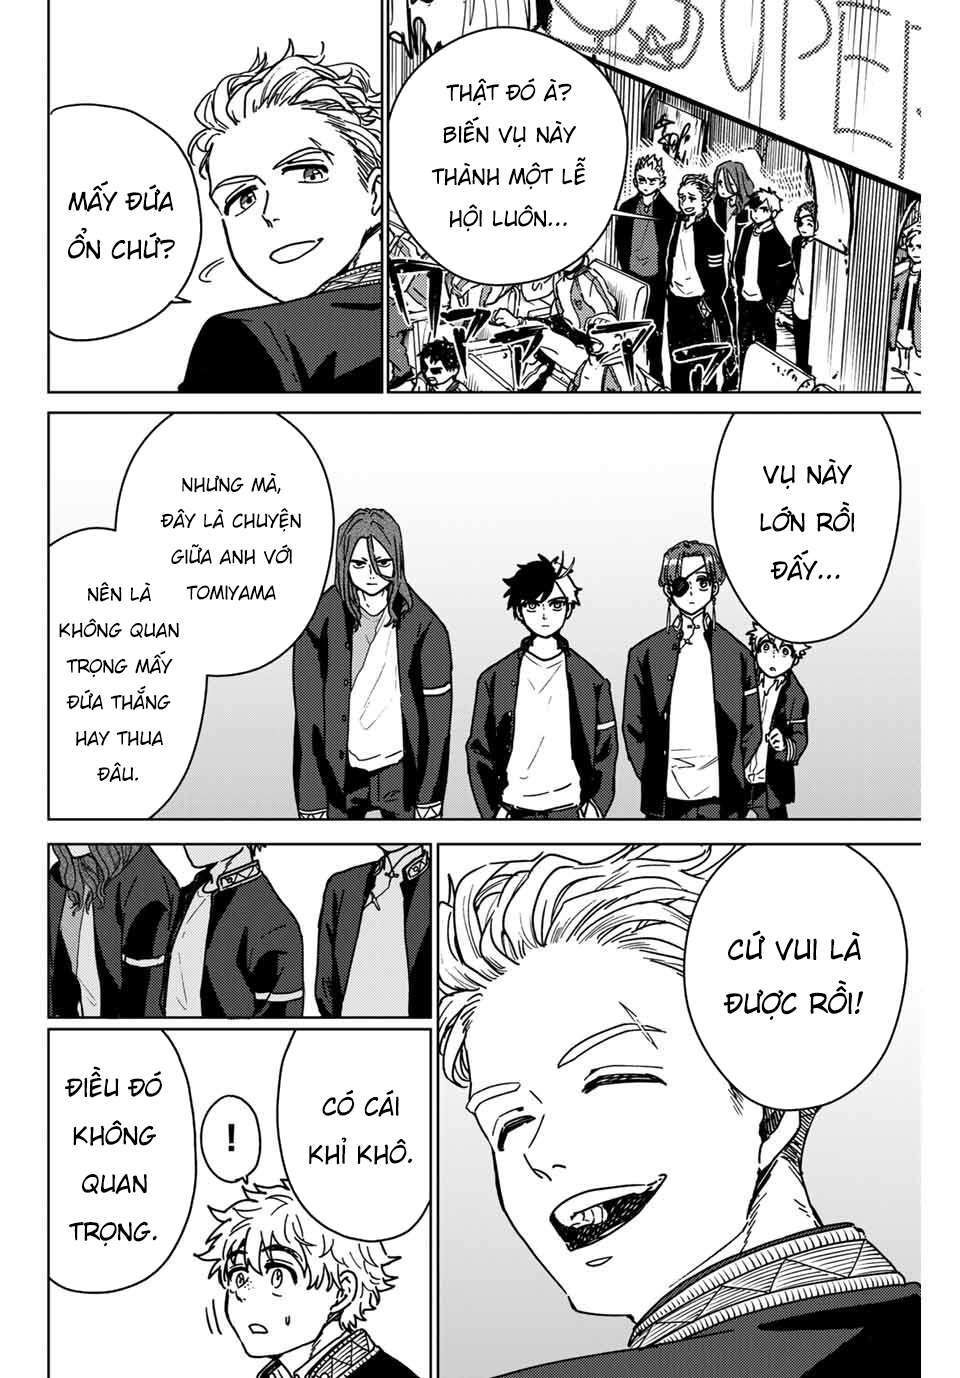 SUPER
THẬT ĐÓ À?
BIẾN VỤ NÀY
THÀNH MỘT LỄ
HỘI LUÔN...
MẤY ĐỨA
ỔN CHỨ?
VỤ NÀY
LỚN RỒI
ĐẤY...
NHƯNG MÀ,
ĐÂY LÀ CHUYỆN
GIỮA ANH VỚI
TOMIYAMA
NÊN LÀ
KHÔNG QUAN
TRỌNG MẤY
ĐỨA THẮNG
HAY THUA
ĐÂU.
CỨ VUI LÀ
ĐƯỢC RỒI!
CÓ CÁI
KHỈ KHÔ.
!
ĐIỀU ĐÓ
KHÔNG
QUAN
TRỌNG.